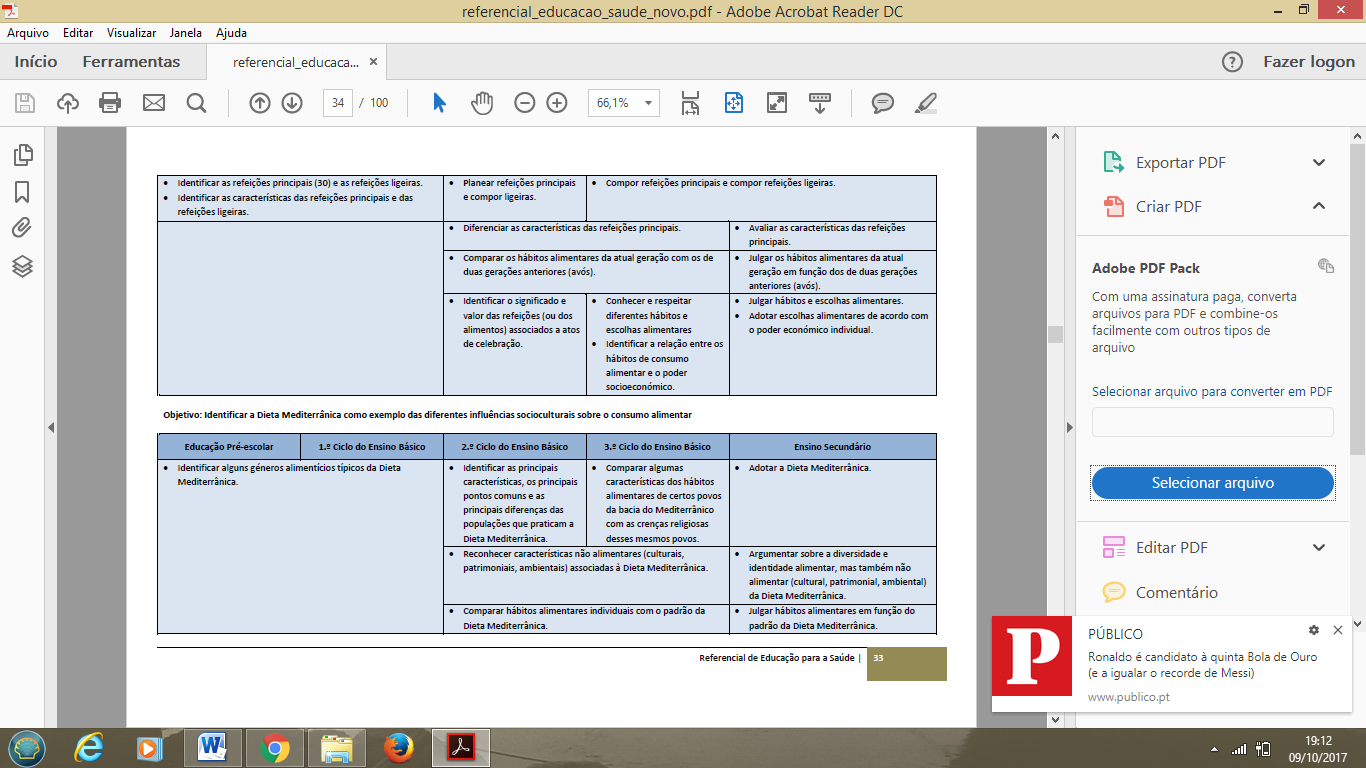 referencial_educacao_saude_novo.pdf - Adobe Acrobat Reader DC
Arquivo Editar Visualizar Janela Ajuda
Início Ferramentas referencial_educaca... × Fazer logon
34 / 100 66,1%
• Identificar as refeições principais (30) e as refeições ligeiras.
• Identificar as características das refeições principais e das
refeições ligeiras.
• Planear refeições principais
e compor ligeiras.
• Compor refeições principais e compor refeições ligeiras.
• Diferenciar as características das refeições principais.
• Avaliar as características das refeições
principais.
• Comparar os hábitos alimentares da atual geração com os de
duas gerações anteriores (avós).
• Julgar os hábitos alimentares da atual
geração em função dos de duas gerações
anteriores (avós).
• Identificar o significado e
valor das refeições (ou dos
alimentos) associados a atos
de celebração.
• Conhecer e respeitar
diferentes hábitos e
escolhas alimentares
• Identificar a relação entre os
hábitos de consumo
alimentar e o poder
socioeconómico.
• Julgar hábitos e escolhas alimentares.
• Adotar escolhas alimentares de acordo com
o poder económico individual.
Objetivo: Identificar a Dieta Mediterrânica como exemplo das diferentes influências socioculturais sobre o consumo alimentar
Educação Pré-escolar 1.º Ciclo do Ensino Básico 2.º Ciclo do Ensino Básico 3.º Ciclo do Ensino Básico Ensino Secundário
• Identificar alguns géneros alimentícios típicos da Dieta
Mediterrânica.
• Identificar as principais
características, os principais
pontos comuns e as
principais diferenças das
populações que praticam a
Dieta Mediterrânica.
• Comparar algumas
características dos hábitos
alimentares de certos povos
da bacia do Mediterrânico
com as crenças religiosas
desses mesmos povos.
• Adotar a Dieta Mediterrânica.
• Reconhecer características não alimentares (culturais,
patrimoniais, ambientais) associadas à Dieta Mediterrânica.
• Argumentar sobre a diversidade e
identidade alimentar, mas também não
alimentar (cultural, patrimonial, ambiental)
da Dieta Mediterrânica.
• Comparar hábitos alimentares individuais com o padrão da
Dieta Mediterrânica.
• Julgar hábitos alimentares em função do
padrão da Dieta Mediterrânica.
Referencial de Educação para a Saúde | 33
Exportar PDF
Criar PDF
Adobe PDF Pack
Com uma assinatura paga, converta
arquivos para PDF e combine-os
facilmente com outros tipos de
arquivo
Selecionar arquivo para converter em PDF
Selecionar arquivo
Editar PDF
Comentário
P
PÚBLICO
Ronaldo é candidato à quinta Bola de Ouro
(e a igualar o recorde de Messi)
www.publico.pt
19:12
09/10/2017